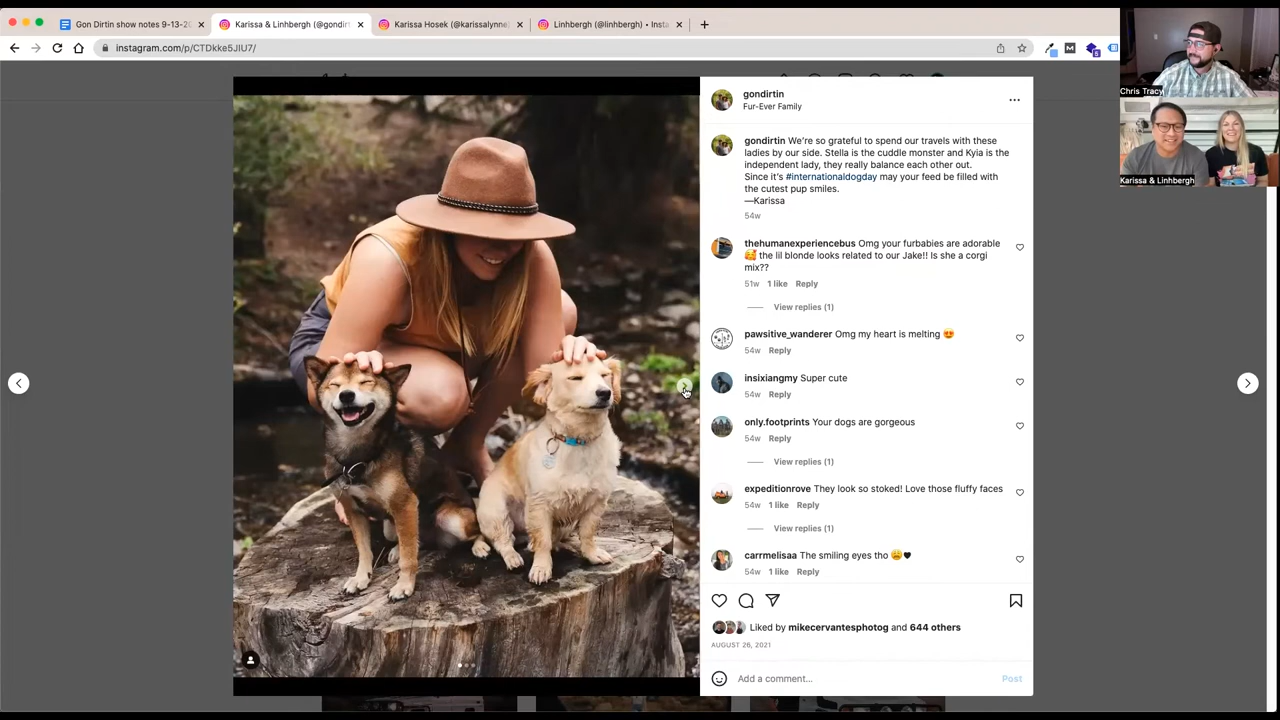 Gon Dirtin show notes 9-13-20
Karissa & Linhbergh (@gondirt
Karissa Hosek (@karissalynne
Linhbergh (@linhbergh) • Insta
instagram.com/p/CTDkke5JIU7/
Chris Tracy
Karissa & Linhbergh
gondirtin
Fur-Ever Family
gondirtin We're so grateful to spend our travels with these
ladies by our side. Stella is the cuddle monster and Kyia is the
independent lady, they really balance each other out.
Since it's #internationaldogday may your feed be filled with
the cutest pup smiles.
—Karissa
54w
thehumanexperiencebus Omg your furbabies are adorable
🥰 the lil blonde looks related to our Jake!! Is she a corgi
mix??
51w 1 like Reply
View replies (1)
pawsitive_wanderer Omg my heart is melting 😍
54w Reply
insixiangmy Super cute
54w Reply
only.footprints Your dogs are gorgeous
54w Reply
View replies (1)
expeditionrove They look so stoked! Love those fluffy faces
54w 1 like Reply
View replies (1)
carrmelisaa The smiling eyes tho 😩🖤
54w 1 like Reply
Liked by mikecervantesphotog and 644 others
AUGUST 26, 2021
Add a comment...
Post